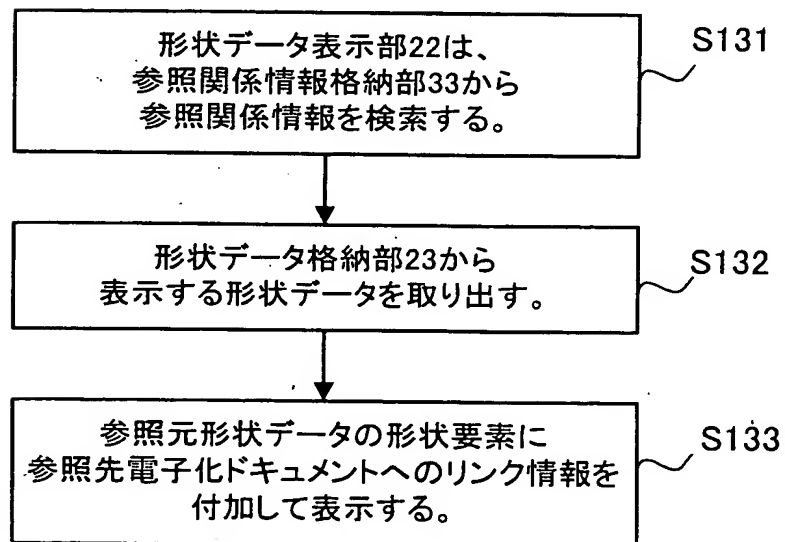 形状データ表示部22は、
参照関係情報格納部33から
参照関係情報を検索する。
S131
形状データ格納部23から
表示する形状データを取り出す。
S132
参照元形状データの形状要素に
参照先電子化ドキュメントへのリンク情報を
付加して表示する。
S133